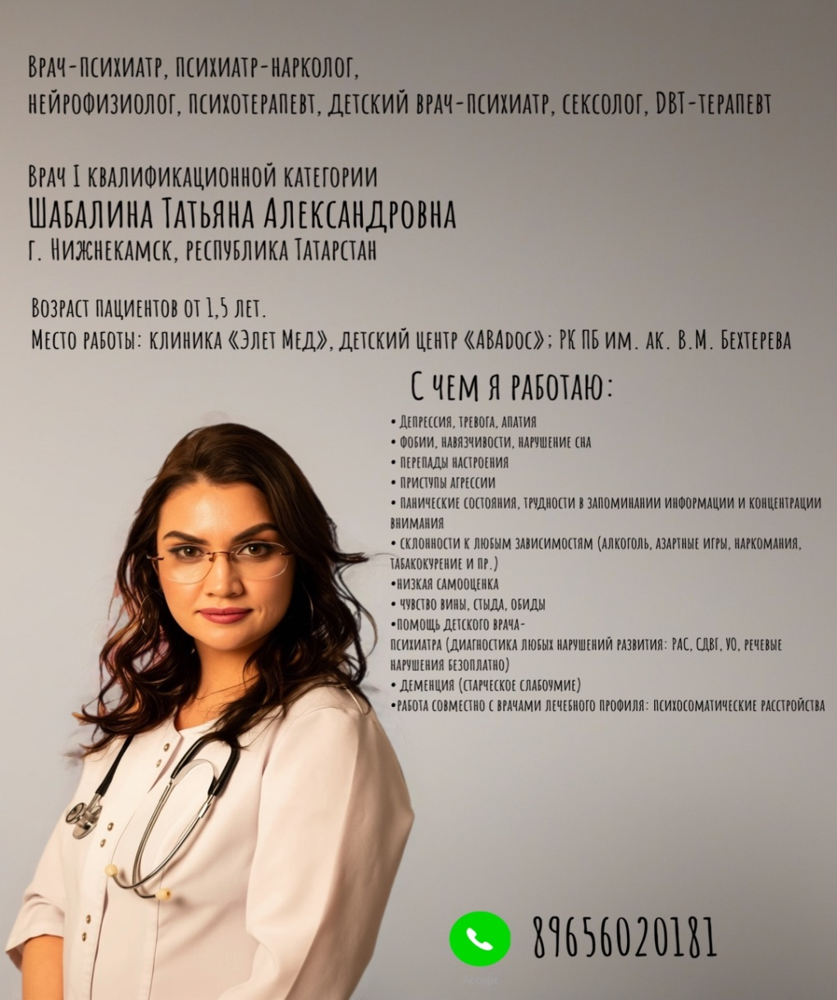 Врач-психиатр, психиатр-нарколог,
нейрофизиолог, психотерапевт, детский врач-психиатр, сексолог, DBT-терапевт
Врач I квалификационной категории
Шабалина Татьяна Александровна
г. Нижнекамск, республика Татарстан
Возраст пациентов от 1,5 лет.
Место работы: клиника «Элет Мед», детский центр «АВАdoc»; РК ПБ им. ак. В.М. Бехтерева
С чем я работаю:
• Депрессия, тревога, апатия
• фобии, навязчивости, нарушение сна
• перепады настроения
• приступы агрессии
• панические состояния, трудности в запоминании информации и концентрации
внимания
• склонности к любым зависимостям (алкоголь, азартные игры, наркомания,
табакокурение и пр.)
•низкая самооценка
• чувство вины, стыда, обиды
•помощь детского врача-
психиатра (диагностика любых нарушений развития: РАС, СДВГ, УО, речевые
нарушения безоплатно)
• деменция (старческое слабоумие)
•работа совместно с врачами лечебного профиля: психосоматические расстройства
89656020181
Accept